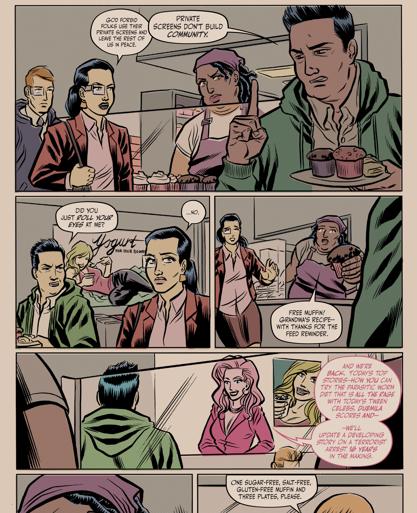 GOD FORBID
FOLKS USE THEIR
PRIVATE SCREENS AND
LEAVE THE REST OF
US IN PEACE.
PRIVATE
SCREENS DON'T BUILD
COMMUNITY.
DID YOU
JUST ROLL YOUR
EYES AT ME?
...NO.
Yogurt
FREE MUFFIN!
GRANDMA'S RECIPE--
WITH THANKS FOR THE
FEED REMINDER.
AND WE'RE
BACK. TODAY'S TOP
STORIES--HOW YOU CAN
TRY THE PARASITIC WORM
DIET THAT IS ALL THE RAGE
WITH TODAY'S TWEEN
CELEBS, DUBMILA
SCORES AND--
--WE'LL
UPDATE A DEVELOPING
STORY ON A TERRORIST
ARREST 16 YEARS
IN THE MAKING.
ONE SUGAR-FREE, SALT-FREE,
GLUTEN-FREE MUFFIN AND
THREE PLATES, PLEASE.